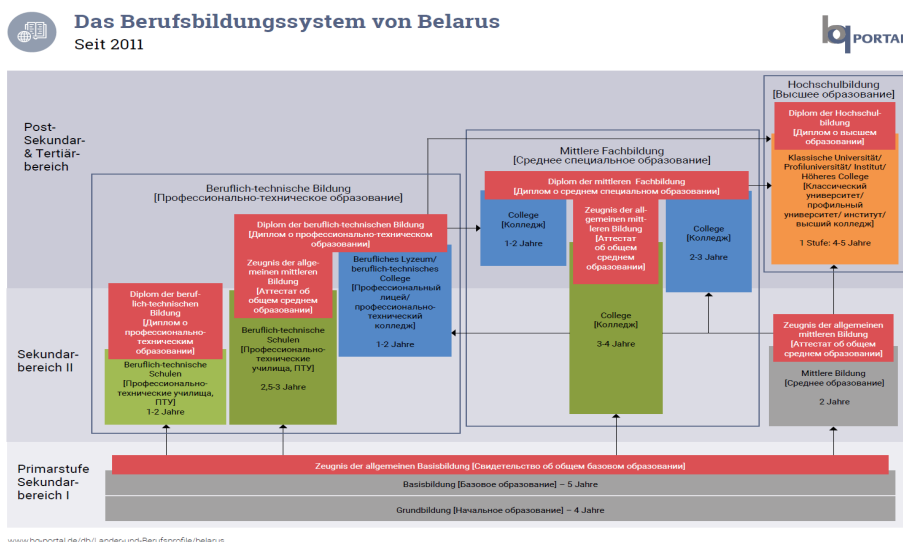 Das Berufsbildungssystem von Belarus
Seit 2011
bq PORTAL
Post-
Sekundar-
& Tertiär-
bereich
Hochschulbildung
[Высшее образование]
Diplom der Hochschul-
bildung
[Диплом о высшем
образовании]
Klassische Universität/
Profiluniversität/ Institut/
Höheres College
[Классический
университет/
профильный
университет/ институт/
высший колледж]
1 Stufe: 4-5 Jahre
Mittlere Fachbildung
[Среднее специальное образование]
Diplom der mittleren Fachbildung
[Диплом о среднем специальном образовании]
College
[Колледж]
1-2 Jahre
Zeugnis der all-
gemeinen mitt-
leren Bildung
[Аттестат
об общем
среднем
образовании]
College
[Колледж]
2-3 Jahre
College
[Колледж]
3-4 Jahre
Beruflich-technische Bildung
[Профессионально-техническое образование]
Diplom der beruflich-technischen Bildung
[Диплом о профессионально-техническом
образовании]
Zeugnis der allge-
meinen mittleren
Bildung
[Аттестат об
общем среднем
образовании]
Berufliches Lyzeum/
beruflich-technisches
College
[Профессиональный
лицей/
профессионально-
технический
колледж]
1-2 Jahre
Sekundar-
bereich II
Diplom der beruf-
lich-technischen
Bildung
[Диплом о
профессионально-
техническим
образовании]
Beruflich-technische
Schulen
[Профессионально-
технические училища,
ПТУ]
1-2 Jahre
Beruflich-technische
Schulen
[Профессионально-
технические
училища, ПТУ]
2,5-3 Jahre
Zeugnis der allgemeinen
mittleren Bildung
[Аттестат об общем
среднем образовании]
Mittlere Bildung
[Среднее образование]
2 Jahre
Primarstufe
Sekundar-
bereich I
Zeugnis der allgemeinen Basisbildung [Свидетельство об общем базовом образовании]
Basisbildung [Базовое образование] – 5 Jahre
Grundbildung [Начальное образование] – 4 Jahre
www.bq-portal.de/db/Länder-und-Berufsprofile/belarus